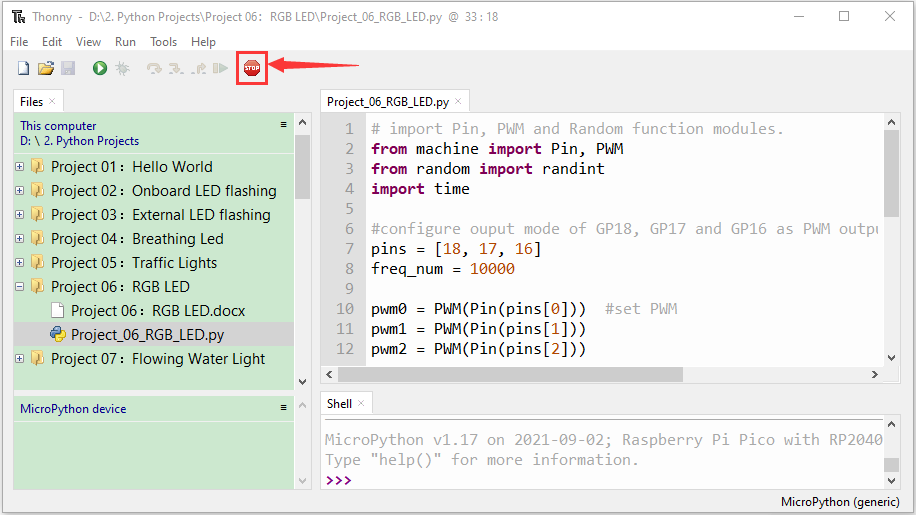 Thonny - D:\2. Python Projects\Project 06：RGB LED\Project_06_RGB_LED.py @ 33 : 18
File Edit View Run Tools Help
STOP
Files
This computer
D: \ 2. Python Projects
Project 01：Hello World
Project 02：Onboard LED flashing
Project 03：External LED flashing
Project 04：Breathing Led
Project 05：Traffic Lights
Project 06：RGB LED
Project 06：RGB LED.docx
Project_06_RGB_LED.py
Project 07：Flowing Water Light
MicroPython device
Project_06_RGB_LED.py
1 # import Pin, PWM and Random function modules.
2 from machine import Pin, PWM
3 from random import randint
4 import time
5
6 #configure ouput mode of GP18, GP17 and GP16 as PWM outpu
7 pins = [18, 17, 16]
8 freq_num = 10000
9
10 pwm0 = PWM(Pin(pins[0])) #set PWM
11 pwm1 = PWM(Pin(pins[1]))
12 pwm2 = PWM(Pin(pins[2]))
Shell
MicroPython v1.17 on 2021-09-02; Raspberry Pi Pico with RP2040
Type "help()" for more information.
>>>
MicroPython (generic)